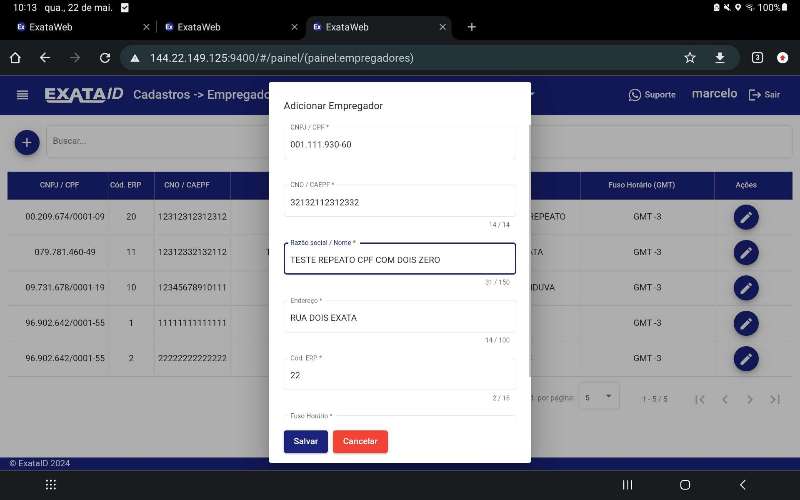 10:13 qua., 22 de mai. 100%
ExataWeb ExataWeb ExataWeb
144.22.149.125:9400/#/painel/(painel:empregadores)
3
EXATA ID Cadastros -> Empregado Suporte marcelo Sair
Adicionar Empregador
Buscar...
CNPJ / CPF *
001.111.930-60
CNO / CAEPF *
32132112312332
14 / 14
Razão social / Nome *
TESTE REPEATO CPF COM DOIS ZERO
31 / 150
Endereço *
RUA DOIS EXATA
14 / 100
Cód. ERP *
22
2 / 16
Fuso Horário *
Salvar Cancelar
CNPJ / CPF Cód. ERP CNO / CAEPF Fuso Horário (GMT) Ações
00.209.674/0001-09 20 12312312312312 REPEATO GMT -3
079.781.460-49 11 12312332132112 GMT -3
09.731.678/0001-19 10 12345678910111 GMT -3
96.902.642/0001-55 1 11111111111111 GMT -3
96.902.642/0001-55 2 22222222222222 GMT -3
por página: 5 1 - 5 / 5
© ExataID 2024